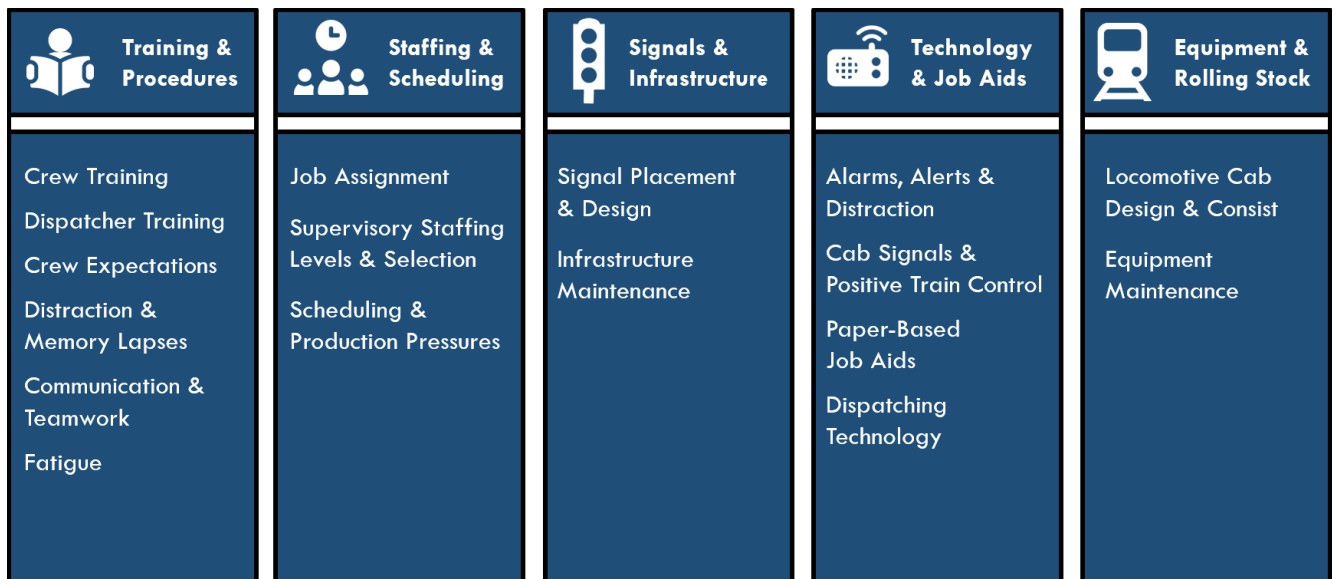 Training &
Procedures
Crew Training
Dispatcher Training
Crew Expectations
Distraction &
Memory Lapses
Communication &
Teamwork
Fatigue
Staffing &
Scheduling
Job Assignment
Supervisory Staffing
Levels & Selection
Scheduling &
Production Pressures
Signals &
Infrastructure
Signal Placement
& Design
Infrastructure
Maintenance
Technology
& Job Aids
Alarms, Alerts &
Distraction
Cab Signals &
Positive Train Control
Paper-Based
Job Aids
Dispatching
Technology
Equipment &
Rolling Stock
Locomotive Cab
Design & Consist
Equipment
Maintenance